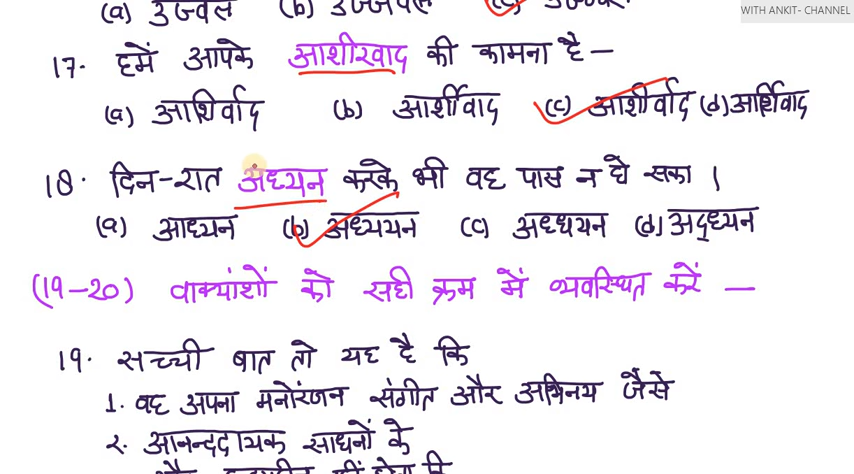 WITH ANKIT- CHANNEL
(a) उज्वल (b) उज्जवल (c)
17. हमें आपके आशीरवाद की कामना है –
(a) आशिर्वाद (b) आर्शीवाद (c) आशीर्वाद (d) आर्शिवाद
18. दिन-रात अध्यन करके भी वह पास न हो सका ।
(a) आध्यन (b) अध्ययन (c) अध्धयन (d) अद्ध्यन
(19-20) वाक्यांशों को सही क्रम में व्यवस्थित करें –
19. सच्ची बात तो यह है कि
1. वह अपना मनोरंजन संगीत और अभिनय जैसे
2. आनन्ददायक साधनों के